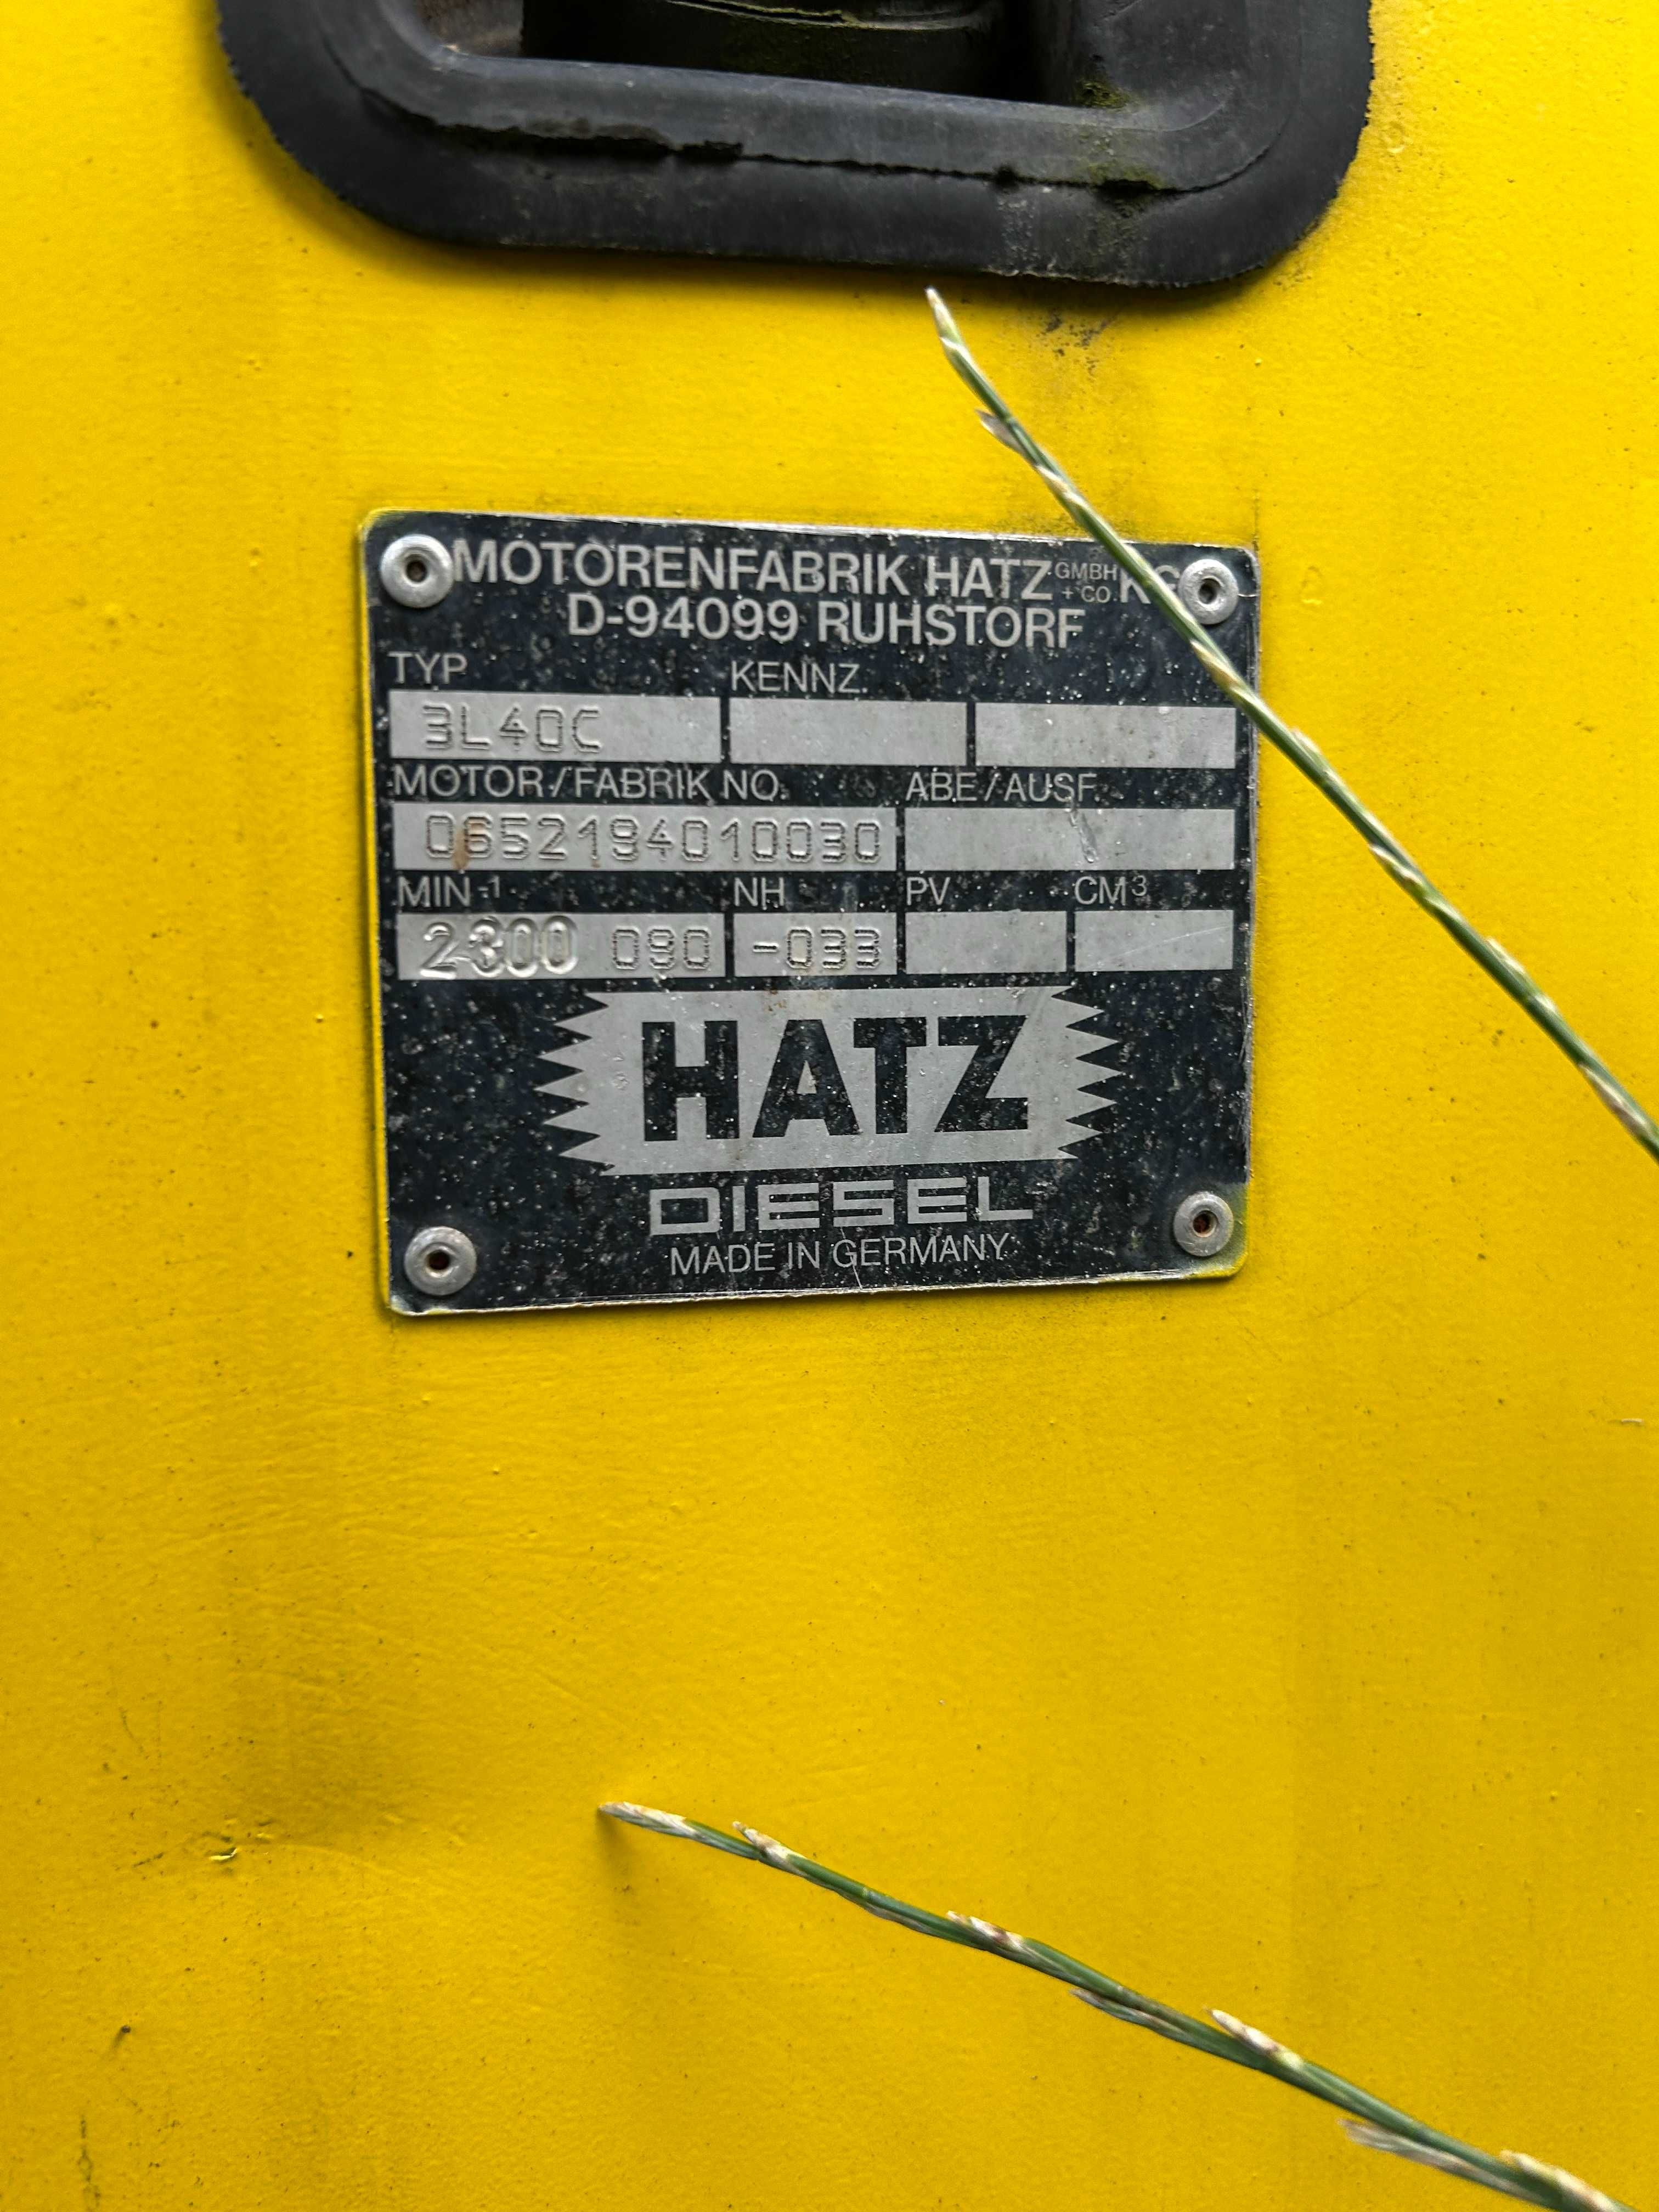 MOTORENFABRIK HATZ GMBH + CO KG
D-94099 RUHSTORF
TYP KENNZ.
3L40C
MOTOR/FABRIK NO. ABE/AUSF.
0652194010030
MIN-1 NH PV CM3
2300 090 -033
HATZ
DIESEL
MADE IN GERMANY